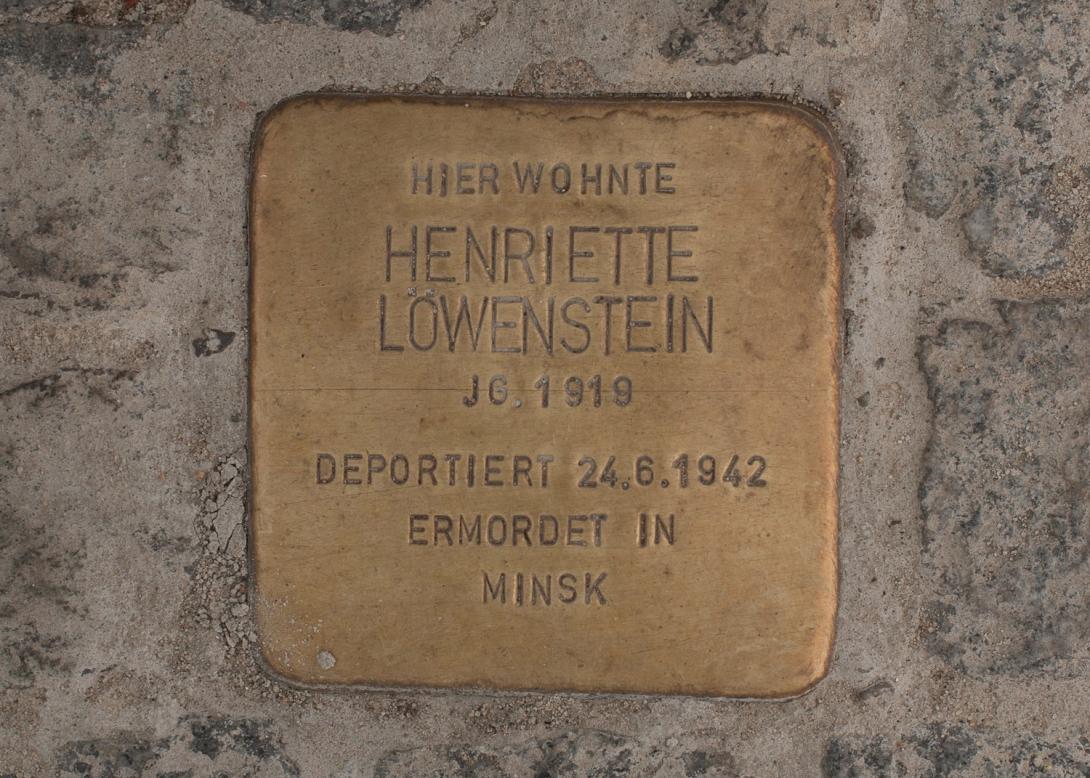 HIER WOHNTE
HENRIETTE
LÖWENSTEIN
JG. 1919
DEPORTIERT 24.6.1942
ERMORDET IN
MINSK